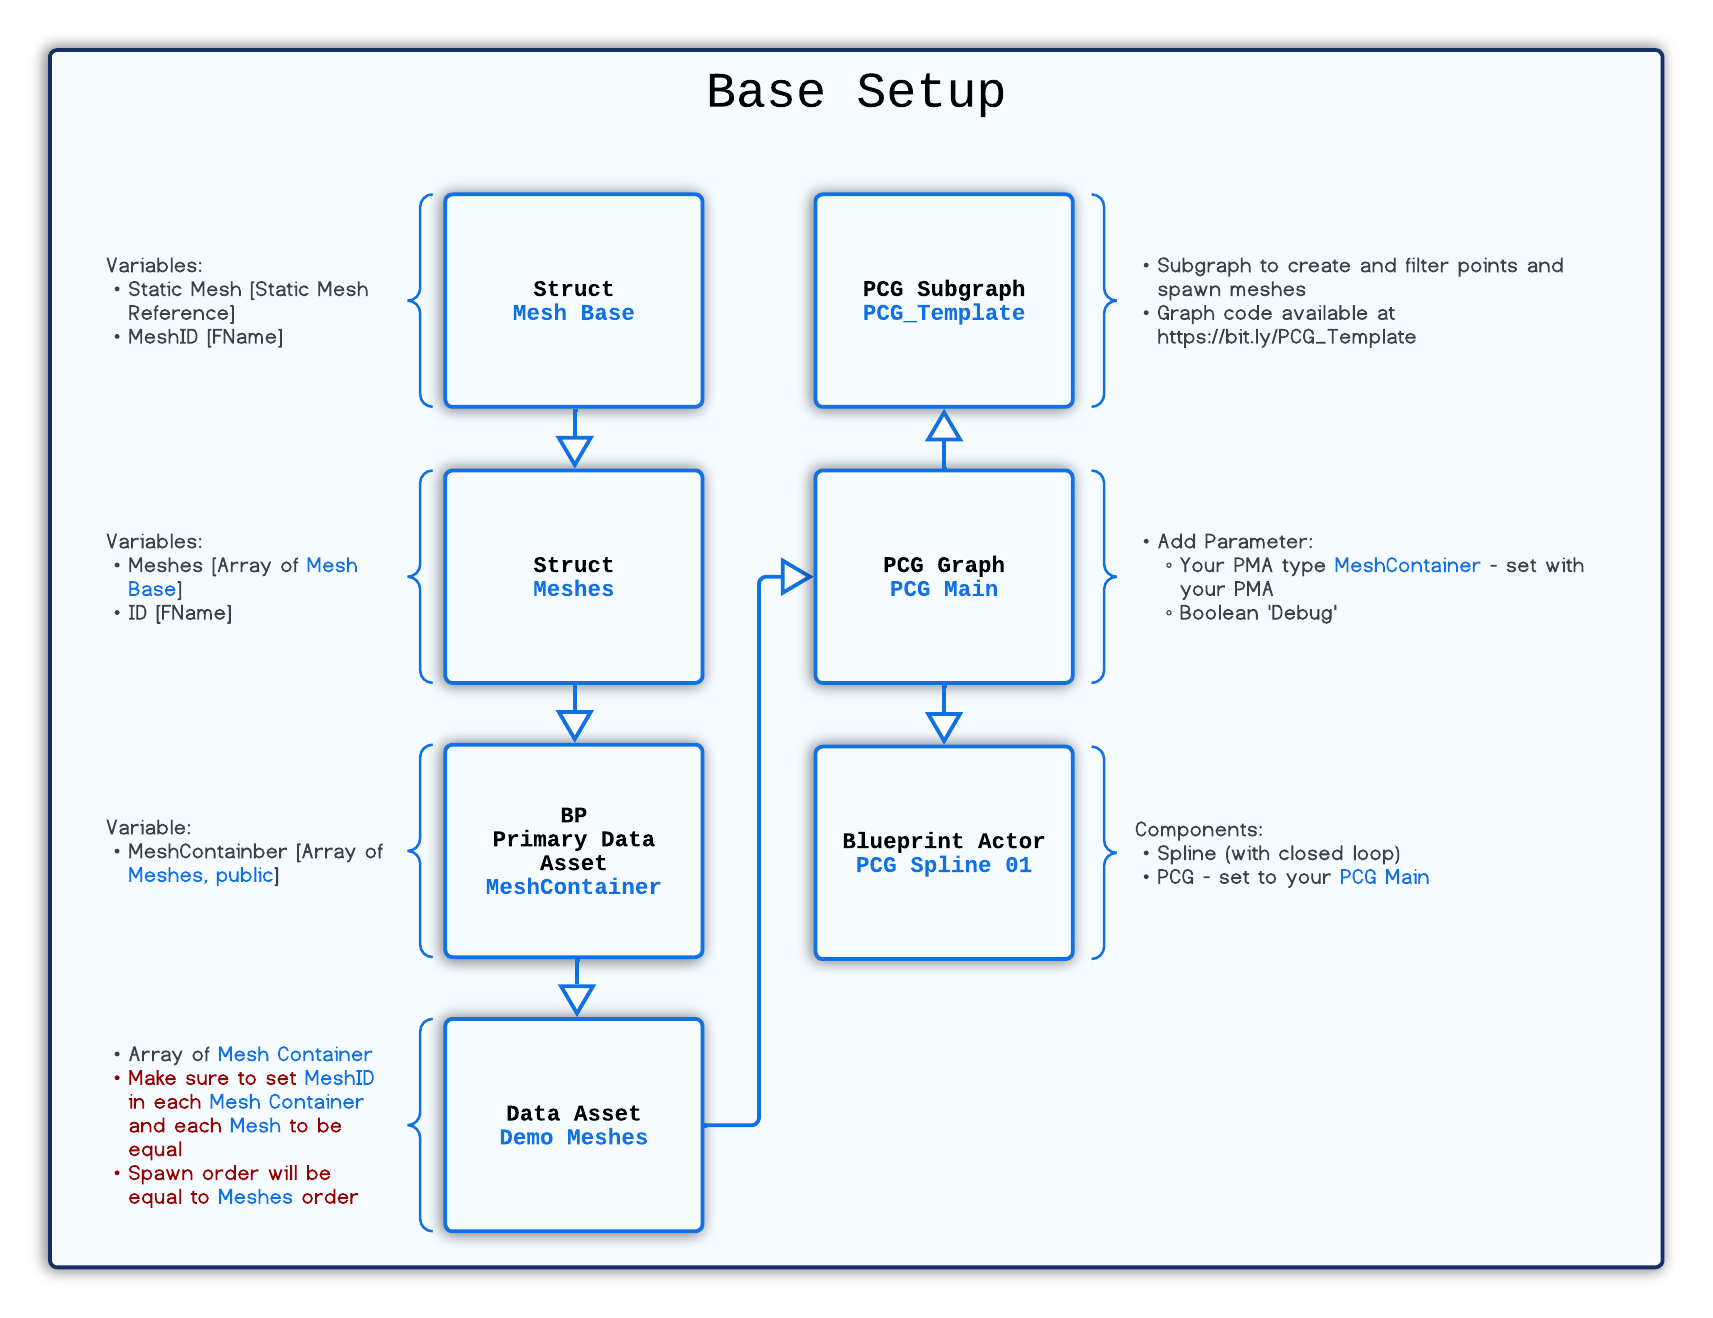 Base Setup
Variables:
• Static Mesh [Static Mesh
Reference]
• MeshID [FName]
Struct
Mesh Base
PCG Subgraph
PCG_Template
• Subgraph to create and filter points and
spawn meshes
• Graph code available at
https://bit.ly/PCG_Template
Variables:
• Meshes [Array of Mesh
Base]
• ID [FName]
Struct
Meshes
PCG Graph
PCG Main
• Add Parameter:
◦ Your PMA type MeshContainer - set with
your PMA
◦ Boolean 'Debug'
Variable:
• MeshContainber [Array of
Meshes, public]
BP
Primary Data
Asset
MeshContainer
Blueprint Actor
PCG Spline 01
Components:
• Spline (with closed loop)
• PCG - set to your PCG Main
• Array of Mesh Container
• Make sure to set MeshID
in each Mesh Container
and each Mesh to be
equal
• Spawn order will be
equal to Meshes order
Data Asset
Demo Meshes